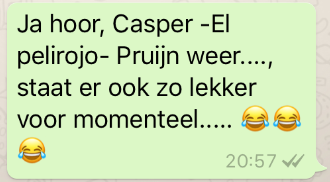 Ja hoor, Casper -El
pelirojo- Pruijn weer....,
staat er ook zo lekker
voor momenteel..... 😂😂
😂
20:57